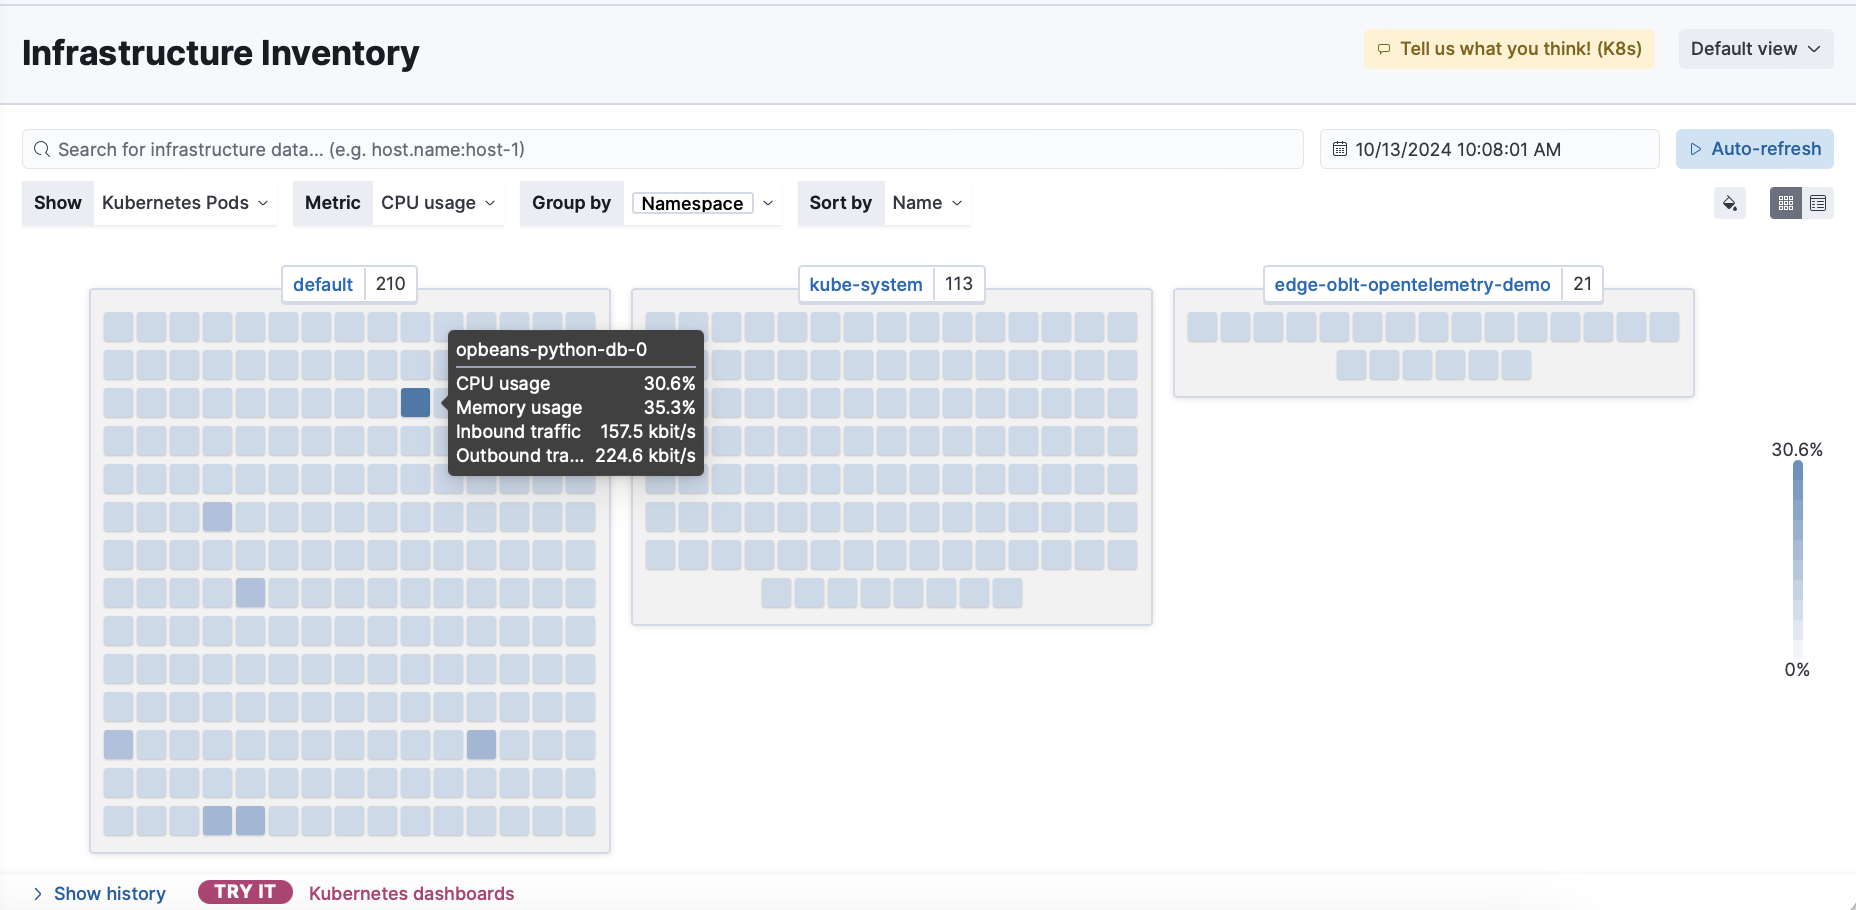 Infrastructure Inventory
Tell us what you think! (K8s)
Default view
Search for infrastructure data... (e.g. host.name:host-1)
10/13/2024 10:08:01 AM
Auto-refresh
Show Kubernetes Pods
Metric CPU usage
Group by Namespace
Sort by Name
default 210
kube-system 113
edge-oblt-opentelemetry-demo 21
opbeans-python-db-0
CPU usage 30.6%
Memory usage 35.3%
Inbound traffic 157.5 kbit/s
Outbound tra... 224.6 kbit/s
30.6%
0%
Show history
TRY IT
Kubernetes dashboards